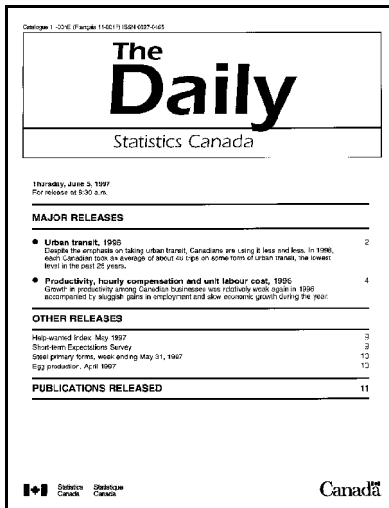 Catalogue 11-001E (Français 11-001F) ISSN 0827-0465
The
Daily
Statistics Canada
Thursday, June 5, 1997
For release at 8:30 a.m.
MAJOR RELEASES
● Urban transit, 1996 2
Despite the emphasis on taking urban transit, Canadians are using it less and less. In 1996,
each Canadian took an average of about 48 trips on some form of urban transit, the lowest
level in the past 25 years.
● Productivity, hourly compensation and unit labour cost, 1996 4
Growth in productivity among Canadian businesses was relatively weak again in 1996
accompanied by sluggish gains in employment and slow economic growth during the year.
OTHER RELEASES
Help-wanted Index, May 1997 9
Short-term Expectations Survey 9
Steel primary forms, week ending May 31, 1997 10
Egg production, April 1997 10
PUBLICATIONS RELEASED 11
Statistics Canada Statistique Canada
Canada